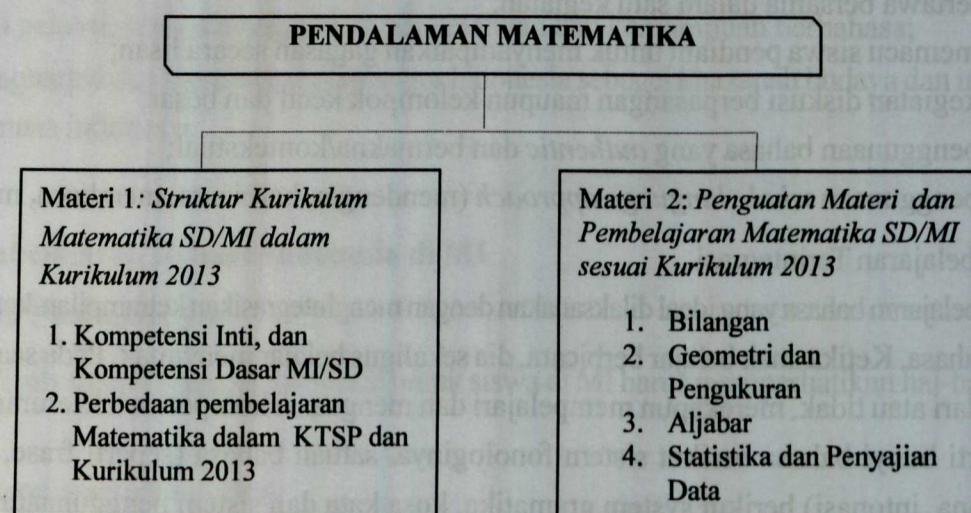 PENDALAMAN MATEMATIKA
Materi 1: Struktur Kurikulum
Matematika SD/MI dalam
Kurikulum 2013
1. Kompetensi Inti, dan
Kompetensi Dasar MI/SD
2. Perbedaan pembelajaran
Matematika dalam KTSP dan
Kurikulum 2013
Materi 2: Penguatan Materi dan
Pembelajaran Matematika SD/MI
sesuai Kurikulum 2013
1. Bilangan
2. Geometri dan
Pengukuran
3. Aljabar
4. Statistika dan Penyajian
Data